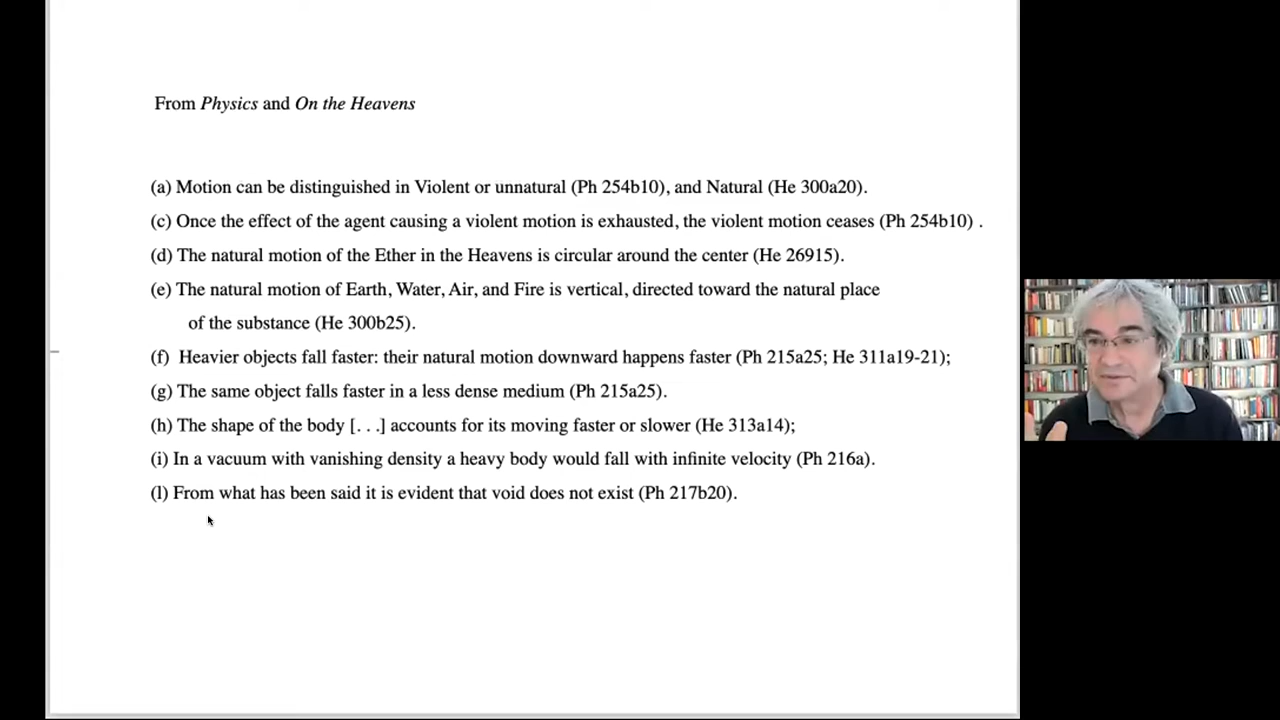 From Physics and On the Heavens
(a) Motion can be distinguished in Violent or unnatural (Ph 254b10), and Natural (He 300a20).
(c) Once the effect of the agent causing a violent motion is exhausted, the violent motion ceases (Ph 254b10) .
(d) The natural motion of the Ether in the Heavens is circular around the center (He 26915).
(e) The natural motion of Earth, Water, Air, and Fire is vertical, directed toward the natural place
of the substance (He 300b25).
(f) Heavier objects fall faster: their natural motion downward happens faster (Ph 215a25; He 311a19-21);
(g) The same object falls faster in a less dense medium (Ph 215a25).
(h) The shape of the body [. . .] accounts for its moving faster or slower (He 313a14);
(i) In a vacuum with vanishing density a heavy body would fall with infinite velocity (Ph 216a).
(l) From what has been said it is evident that void does not exist (Ph 217b20).